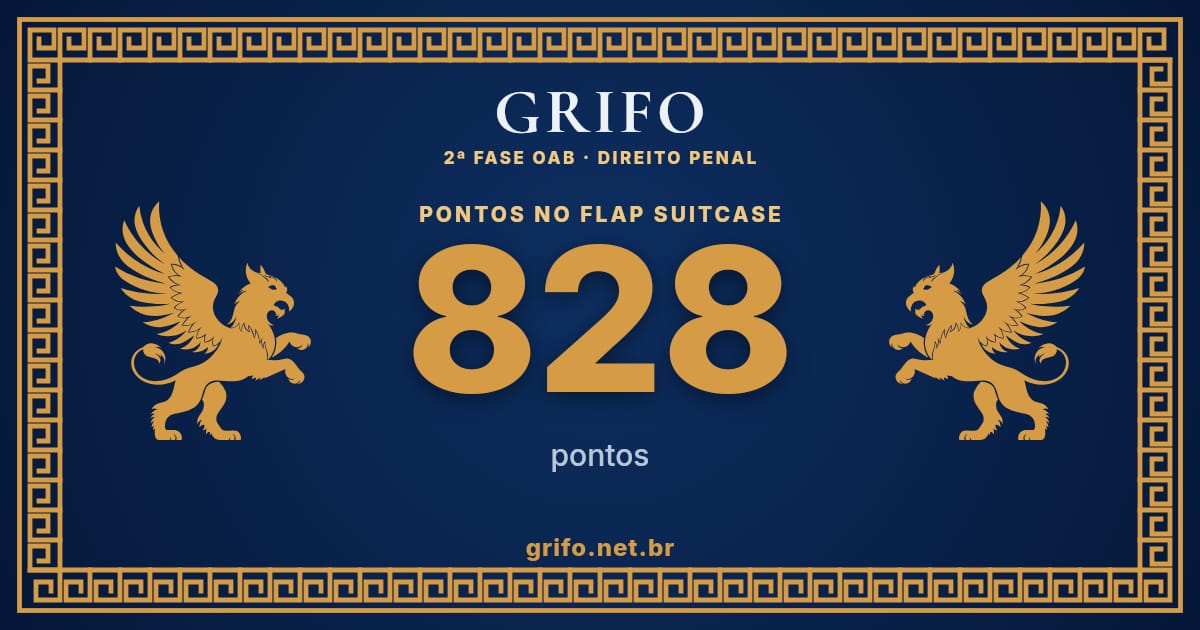 GRIFO
2ª FASE OAB · DIREITO PENAL
PONTOS NO FLAP SUITCASE
828
pontos
grifo.net.br